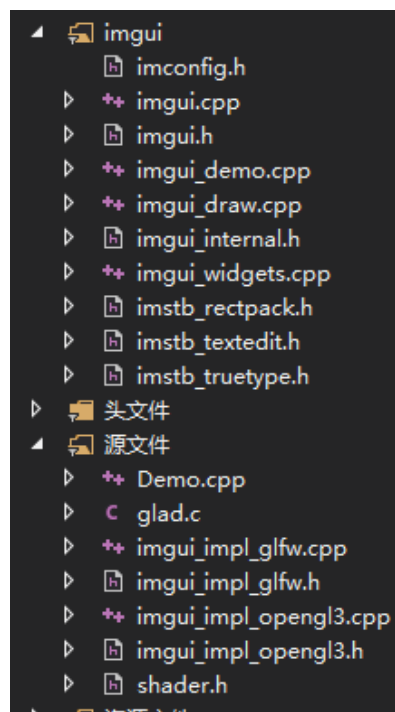 imgui
imconfig.h
imgui.cpp
imgui.h
imgui_demo.cpp
imgui_draw.cpp
imgui_internal.h
imgui_widgets.cpp
imstb_rectpack.h
imstb_textedit.h
imstb_truetype.h
头文件
源文件
Demo.cpp
glad.c
imgui_impl_glfw.cpp
imgui_impl_glfw.h
imgui_impl_opengl3.cpp
imgui_impl_opengl3.h
shader.h